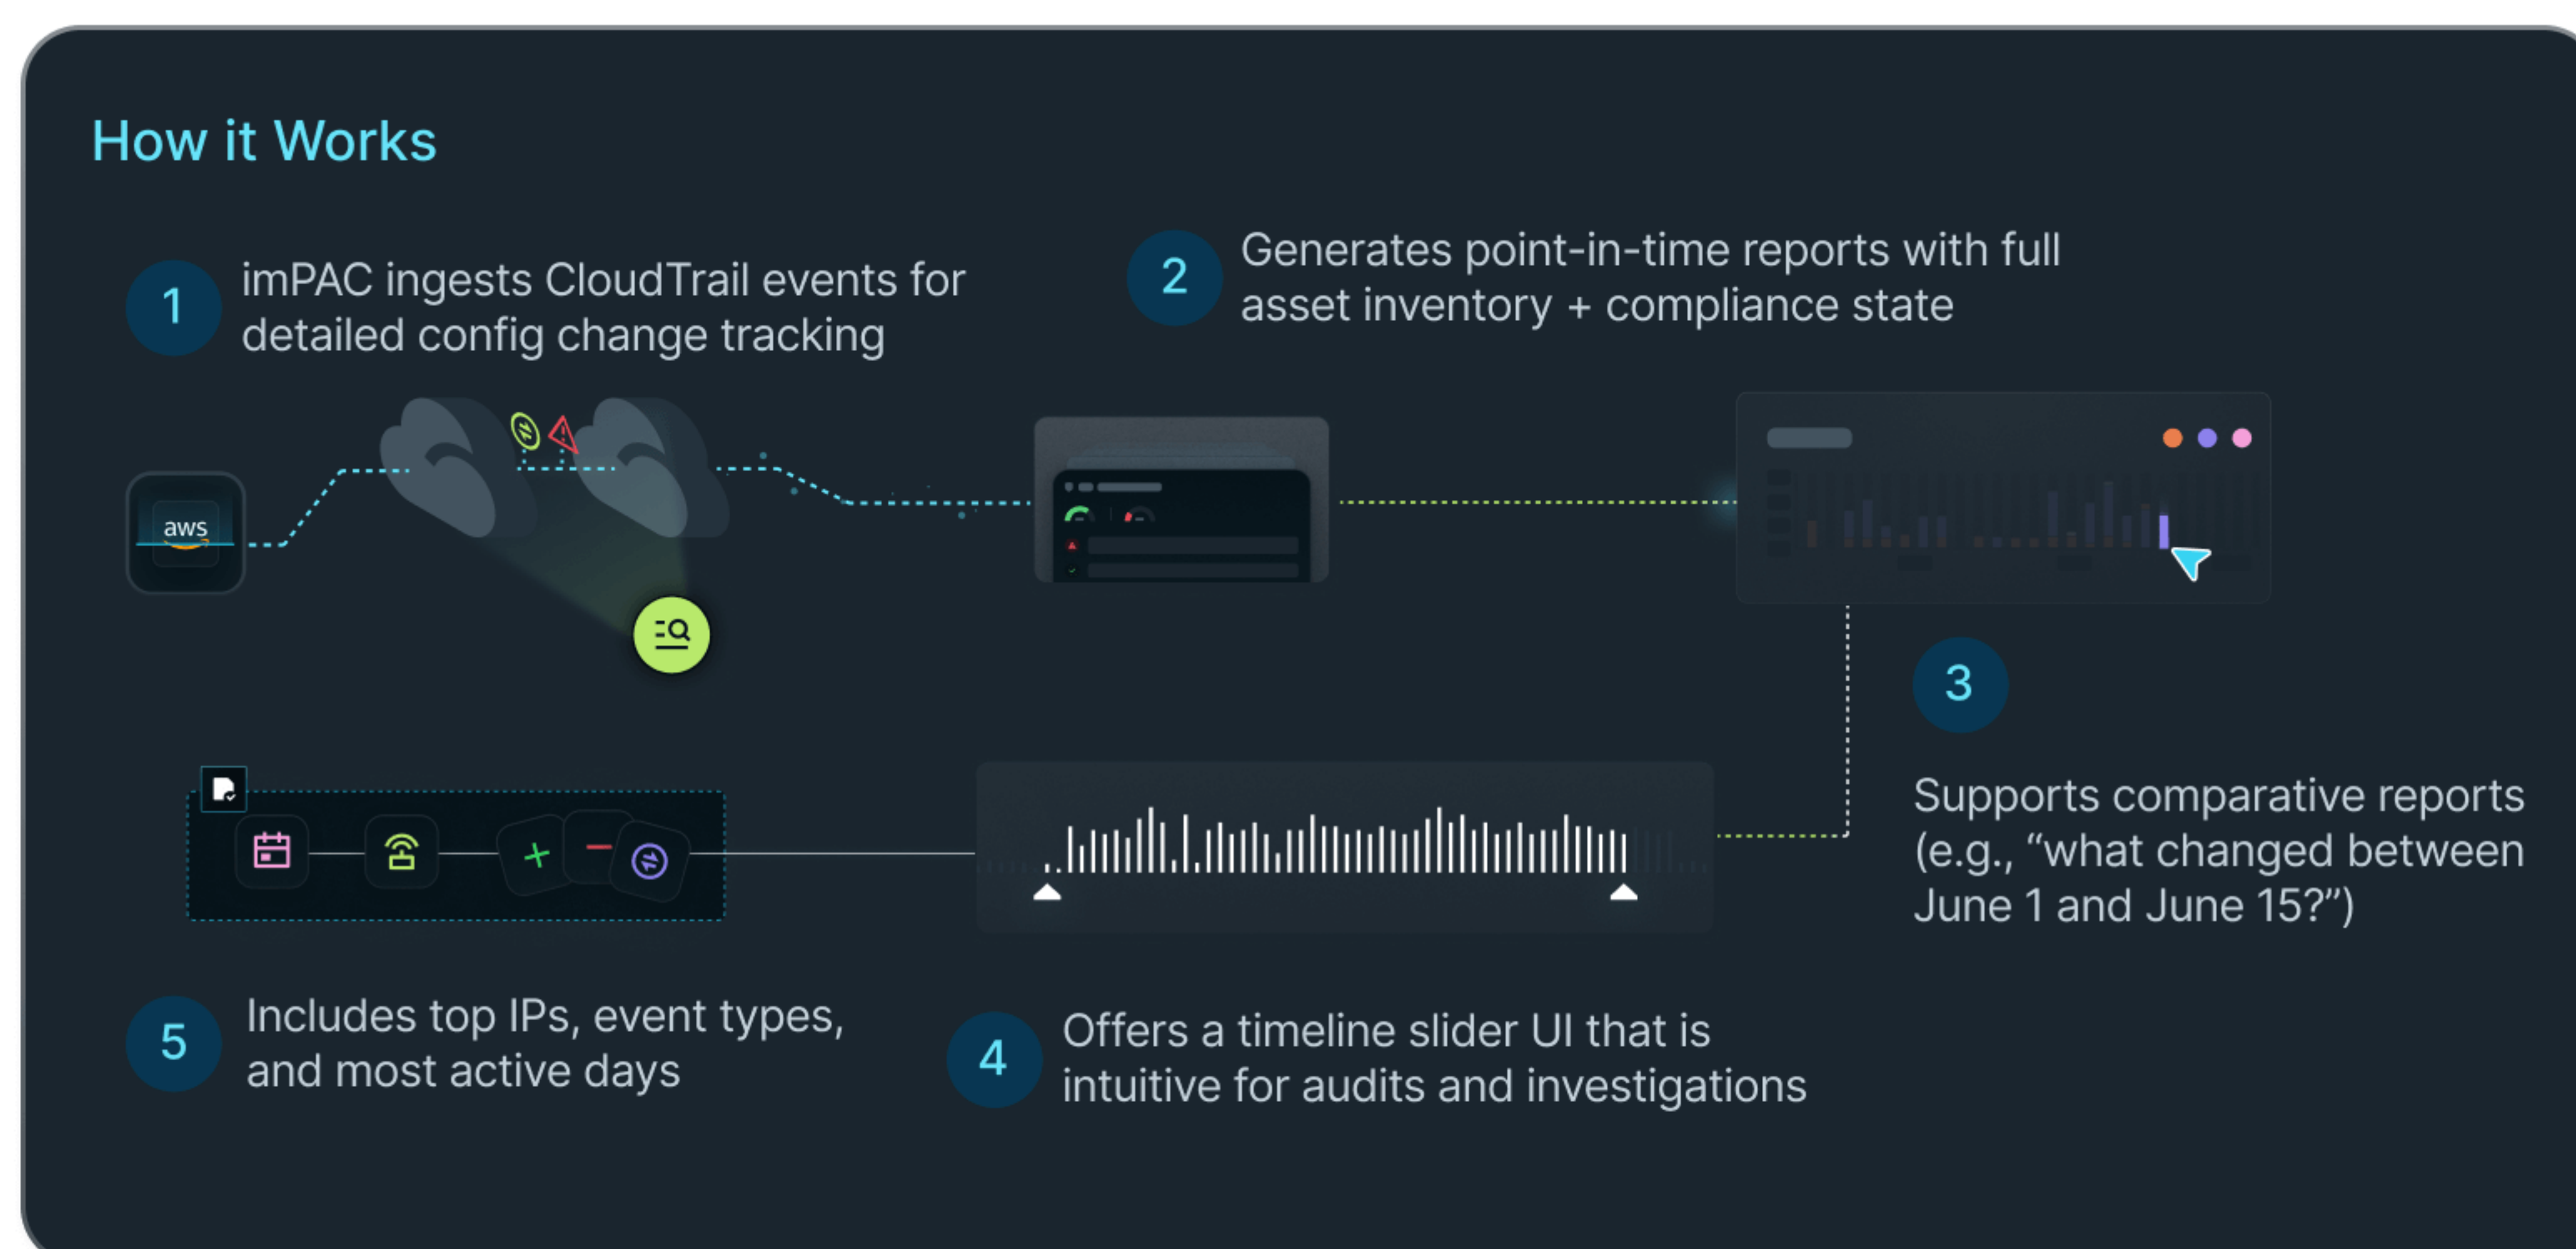 How it Works
1
imPAC ingests CloudTrail events for
detailed config change tracking
2
Generates point-in-time reports with full
asset inventory + compliance state
aws
3
Supports comparative reports
(e.g., “what changed between
June 1 and June 15?”)
5
Includes top IPs, event types,
and most active days
4
Offers a timeline slider UI that is
intuitive for audits and investigations